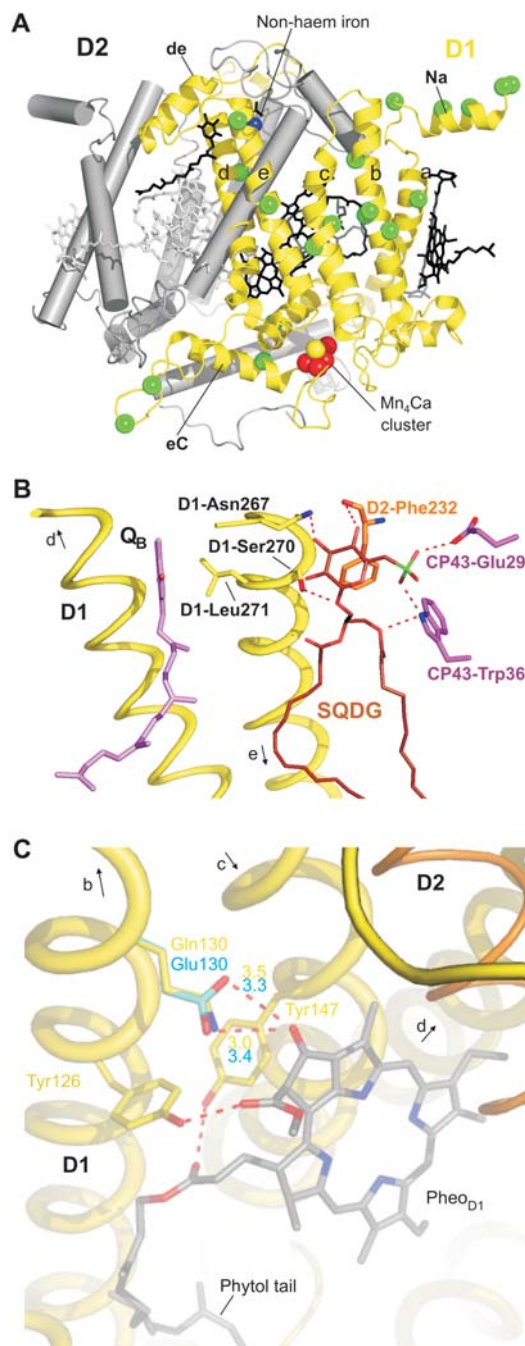 A
D2
Non-haem iron
D1
de
Na
d
e
c
b
a
eC
Mn4Ca
cluster
B
D1-Asn267
D2-Phe232
d
QB
D1-Ser270
CP43-Glu29
D1
D1-Leu271
CP43-Trp36
SQDG
e
C
c
D2
b
Gln130
Glu130
3.5
3.3
Tyr147
d
3.0
3.4
Tyr126
D1
PheoD1
Phytol tail